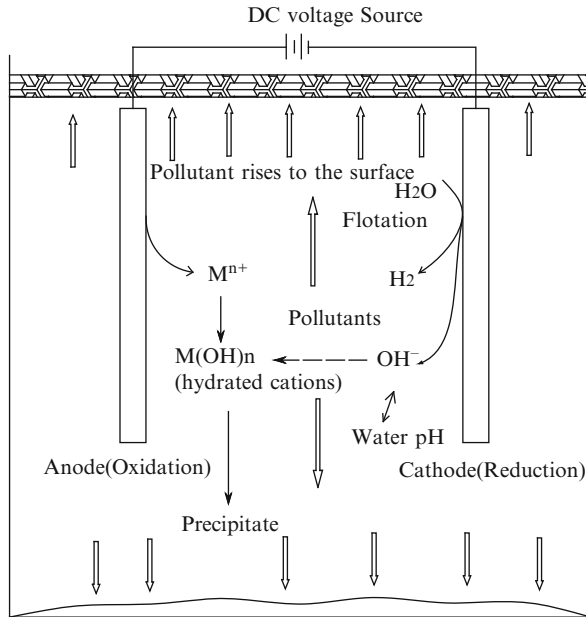 DC voltage Source
Pollutant rises to the surface
H2O
Flotation
Mⁿ⁺
H2
Pollutants
M(OH)n
(hydrated cations)
OH⁻
Water pH
Anode(Oxidation)
Cathode(Reduction)
Precipitate